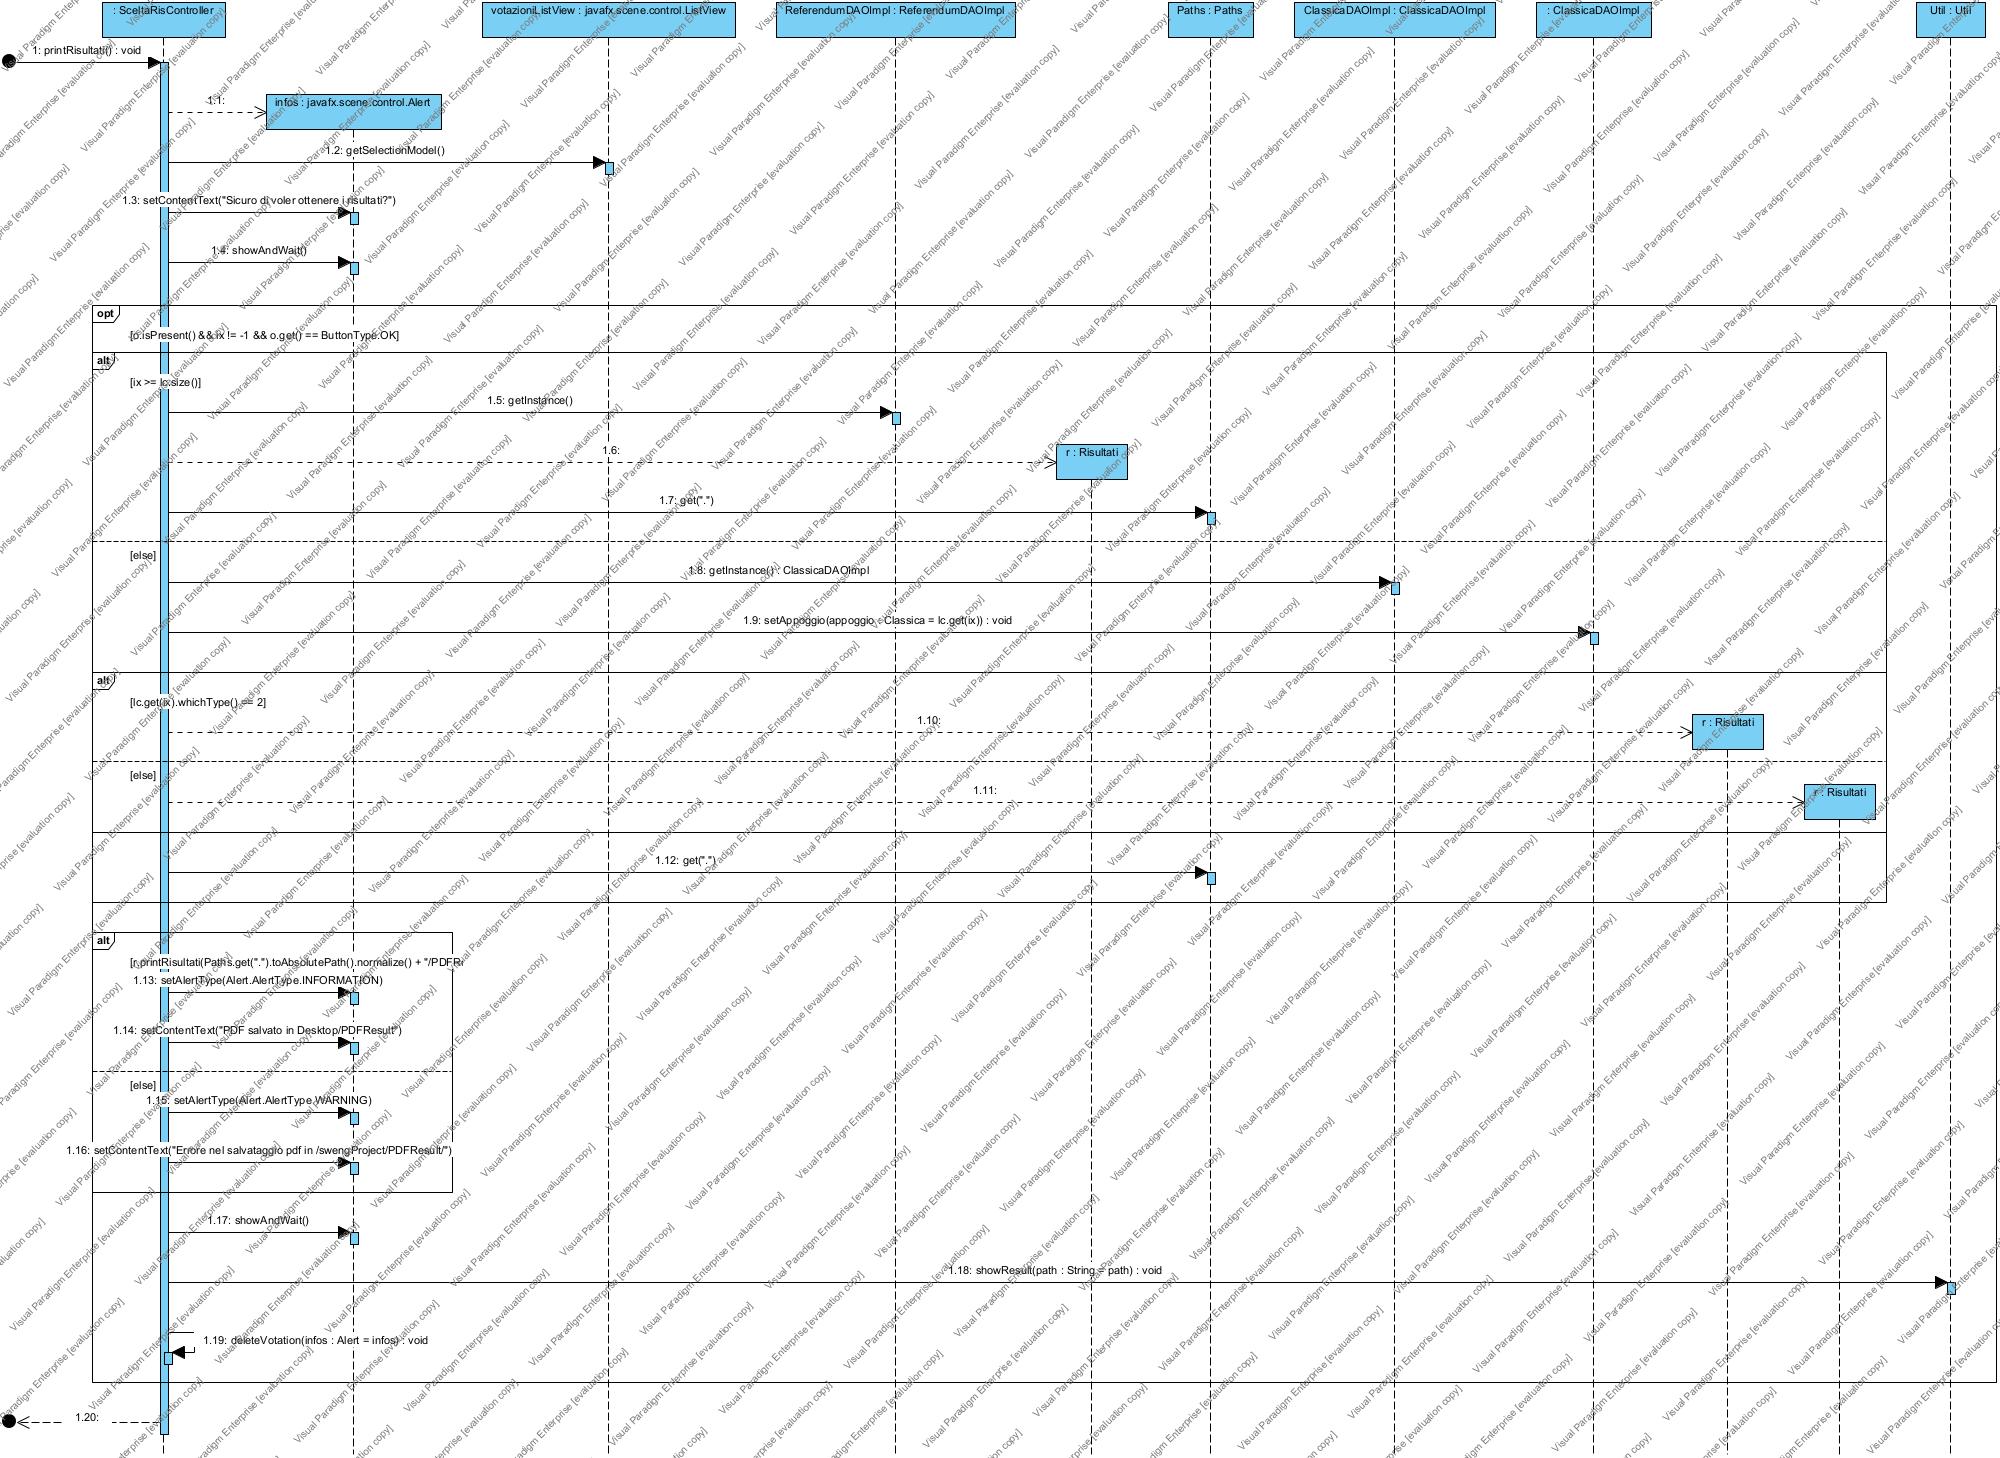 : SceltaRisController
votazioniListView : javafx.scene.control.ListView
ReferendumDAOImpl : ReferendumDAOImpl
Paths : Paths
ClassicaDAOImpl : ClassicaDAOImpl
: ClassicaDAOImpl
Util : Util
1: printRisultati() : void
1.1:
infos : javafx.scene.control.Alert
1.2: getSelectionModel()
1.3: setContentText("Sicuro di voler ottenere i risultati?")
1.4: showAndWait()
opt
[o.isPresent() && ix != -1 && o.get() == ButtonType.OK]
alt
[ix >= lc.size()]
1.5: getInstance()
1.6:
r : Risultati
1.7: get(".")
[else]
1.8: getInstance() : ClassicaDAOImpl
1.9: setAppoggio(appoggio : Classica = lc.get(ix)) : void
alt
[lc.get(ix).whichType() == 2]
1.10:
r : Risultati
[else]
1.11:
r : Risultati
1.12: get(".")
alt
[r.printRisultati(Paths.get(".").toAbsolutePath().normalize() + "/PDFRi
1.13: setAlertType(Alert.AlertType.INFORMATION)
1.14: setContentText("PDF salvato in Desktop/PDFResult")
[else]
1.15: setAlertType(Alert.AlertType.WARNING)
1.16: setContentText("Errore nel salvataggio pdf in /swengProject/PDFResult/")
1.17: showAndWait()
1.18: showResult(path : String = path) : void
1.19: deleteVotation(infos : Alert = infos) : void
1.20:
Visual Paradigm Enterprise [evaluation copy]